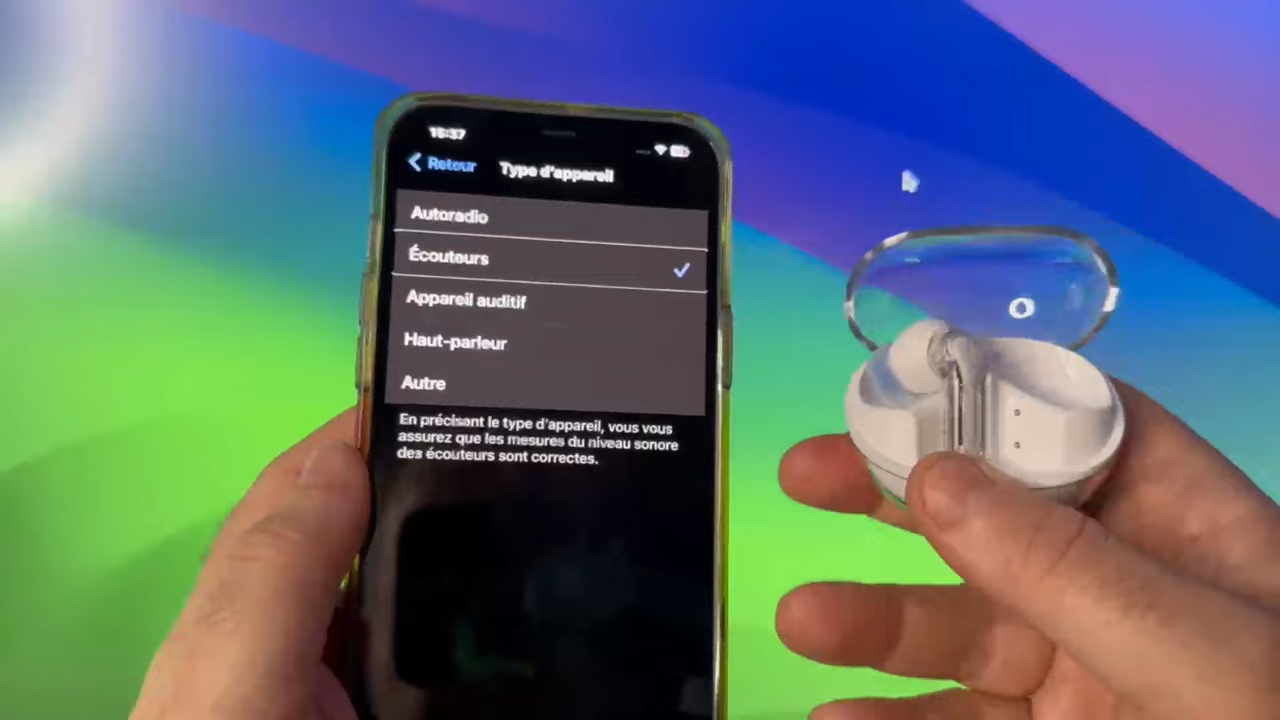 15:37
Retour
Type d'appareil
Autoradio
Écouteurs
Appareil auditif
Haut-parleur
Autre
En précisant le type d'appareil, vous vous
assurez que les mesures du niveau sonore
des écouteurs sont correctes.